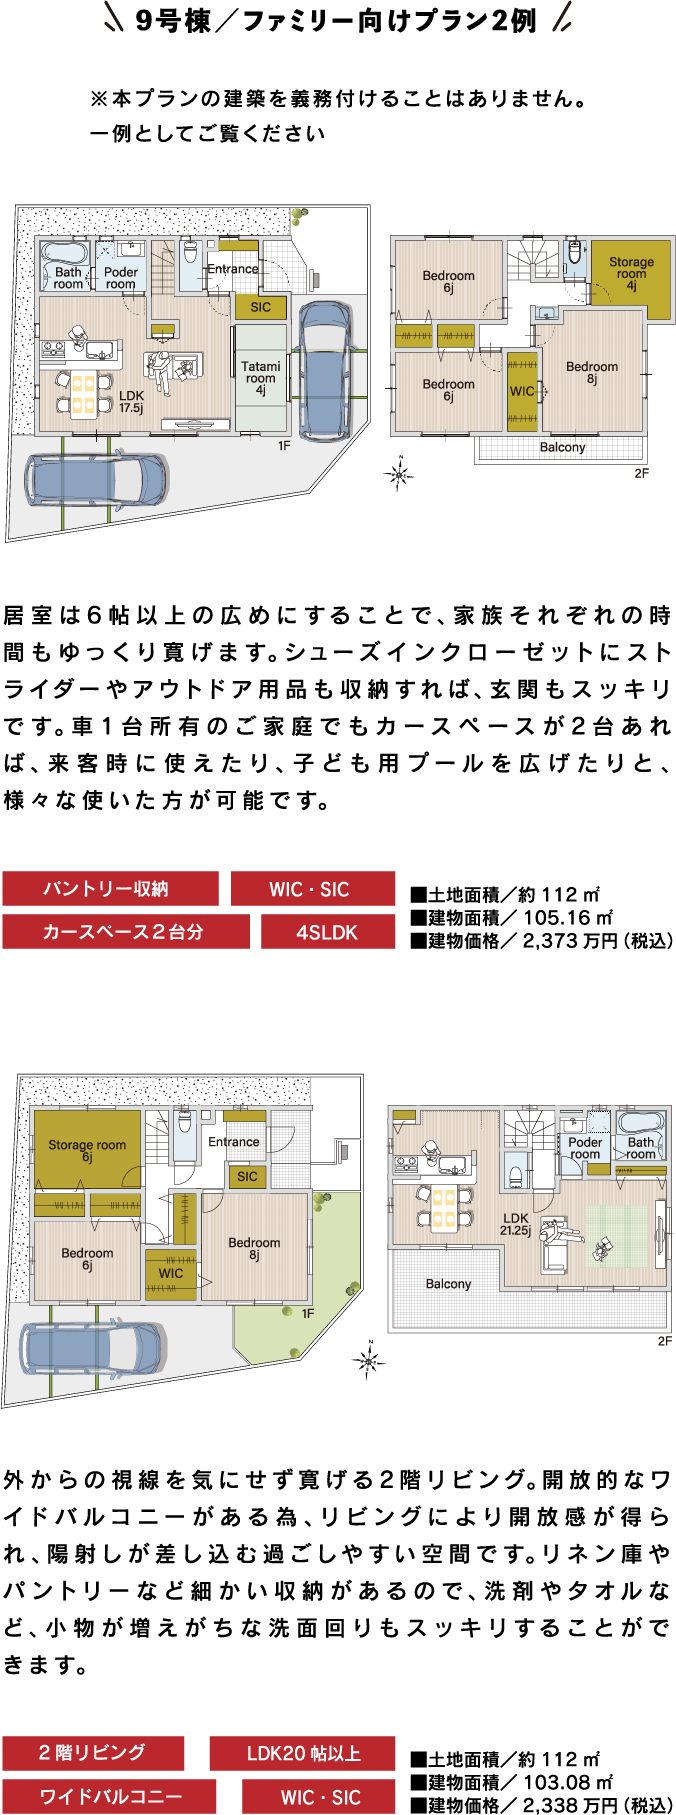 9号棟／ファミリー向けプラン2例
※本プランの建築を義務付けることはありません。
一例としてご覧ください
Bath room
Poder room
Entrance
SIC
LDK 17.5j
Tatami room 4j
1F
Bedroom 6j
Storage room 4j
Bedroom 6j
WIC
Bedroom 8j
Balcony
N
2F
居室は6帖以上の広めにすることで、家族それぞれの時
間もゆっくり寛げます。シューズインクローゼットにスト
ライダーやアウトドア用品も収納すれば、玄関もスッキリ
です。車1台所有のご家庭でもカースペースが2台あれ
ば、来客時に使えたり、子ども用プールを広げたりと、
様々な使いた方が可能です。
パントリー収納
WIC・SIC
カースペース2台分
4SLDK
■土地面積／約112㎡
■建物面積／105.16㎡
■建物価格／2,373万円（税込）
Storage room 6j
Entrance
SIC
Bedroom 6j
WIC
Bedroom 8j
1F
Poder room
Bath room
LDK 21.25j
Balcony
N
2F
外からの視線を気にせず寛げる2階リビング。開放的なワ
イドバルコニーがある為、リビングにより開放感が得ら
れ、陽射しが差し込む過ごしやすい空間です。リネン庫や
パントリーなど細かい収納があるので、洗剤やタオルな
ど、小物が増えがちな洗面回りもスッキリすることがで
きます。
2階リビング
LDK20帖以上
ワイドバルコニー
WIC・SIC
■土地面積／約112㎡
■建物面積／103.08㎡
■建物価格／2,338万円（税込）